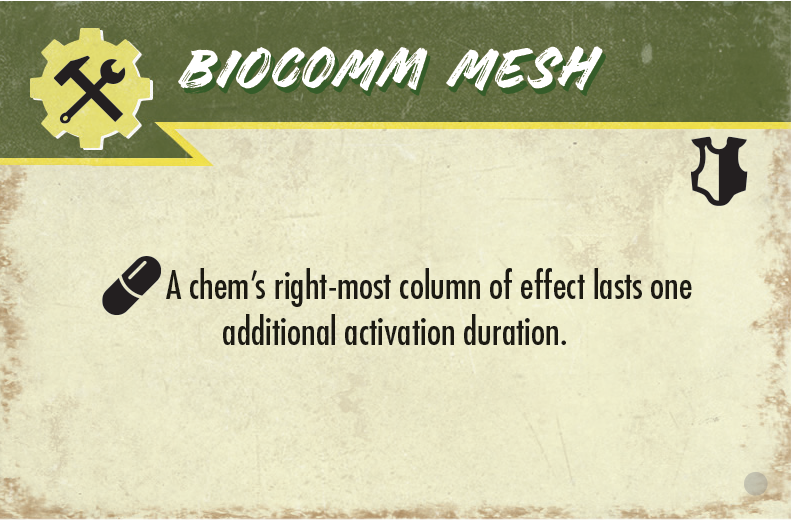 BIOCOMM MESH
A chem's right-most column of effect lasts one
additional activation duration.